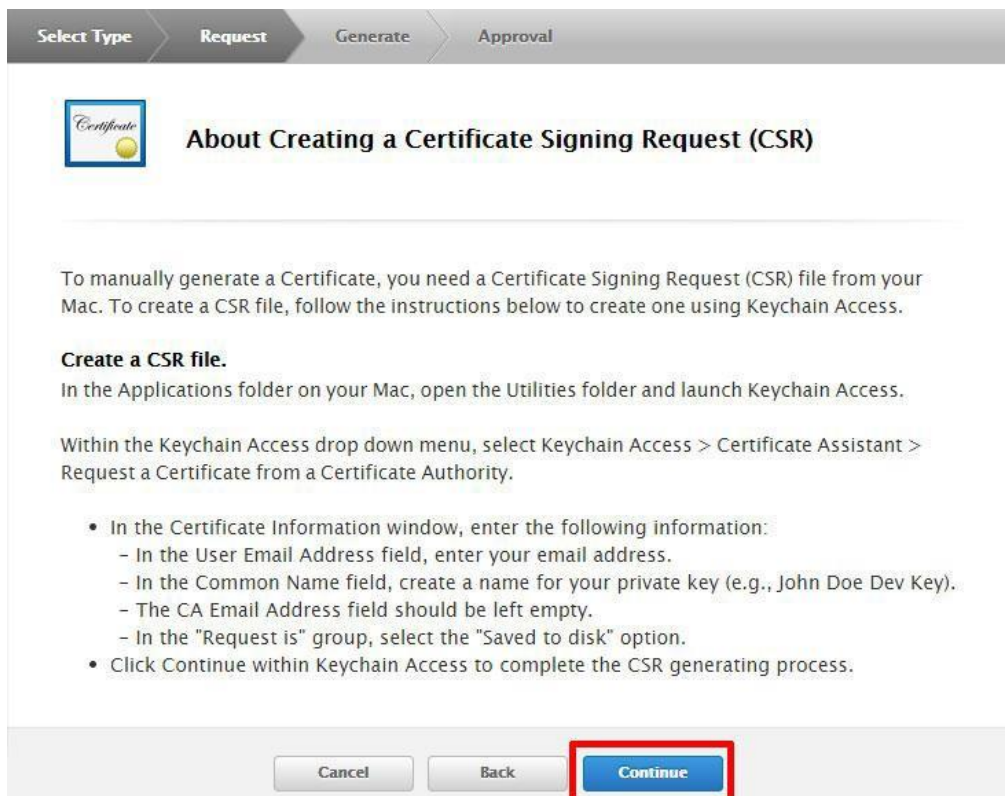 Select Type Request Generate Approval
Certificate
About Creating a Certificate Signing Request (CSR)
To manually generate a Certificate, you need a Certificate Signing Request (CSR) file from your
Mac. To create a CSR file, follow the instructions below to create one using Keychain Access.
Create a CSR file.
In the Applications folder on your Mac, open the Utilities folder and launch Keychain Access.
Within the Keychain Access drop down menu, select Keychain Access > Certificate Assistant >
Request a Certificate from a Certificate Authority.
• In the Certificate Information window, enter the following information:
– In the User Email Address field, enter your email address.
– In the Common Name field, create a name for your private key (e.g., John Doe Dev Key).
– The CA Email Address field should be left empty.
– In the "Request is" group, select the "Saved to disk" option.
• Click Continue within Keychain Access to complete the CSR generating process.
Cancel Back Continue